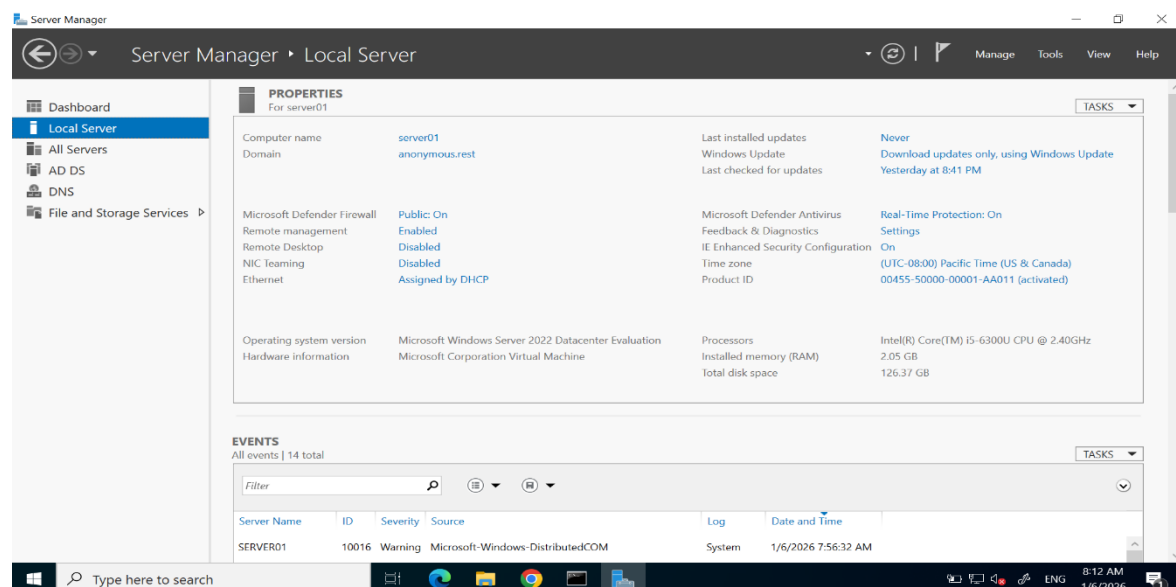 Server Manager
Server Manager • Local Server
Manage Tools View Help
Dashboard
Local Server
All Servers
AD DS
DNS
File and Storage Services
PROPERTIES
For server01
TASKS
Computer name server01
Domain anonymous.rest
Last installed updates Never
Windows Update Download updates only, using Windows Update
Last checked for updates Yesterday at 8:41 PM
Microsoft Defender Firewall Public: On
Remote management Enabled
Remote Desktop Disabled
NIC Teaming Disabled
Ethernet Assigned by DHCP
Microsoft Defender Antivirus Real-Time Protection: On
Feedback & Diagnostics Settings
IE Enhanced Security Configuration On
Time zone (UTC-08:00) Pacific Time (US & Canada)
Product ID 00455-50000-00001-AA011 (activated)
Operating system version Microsoft Windows Server 2022 Datacenter Evaluation
Hardware information Microsoft Corporation Virtual Machine
Processors Intel(R) Core(TM) i5-6300U CPU @ 2.40GHz
Installed memory (RAM) 2.05 GB
Total disk space 126.37 GB
EVENTS
All events | 14 total
TASKS
Filter
Server Name ID Severity Source Log Date and Time
SERVER01 10016 Warning Microsoft-Windows-DistributedCOM System 1/6/2026 7:56:32 AM
Type here to search
ENG
8:12 AM
1/6/2026